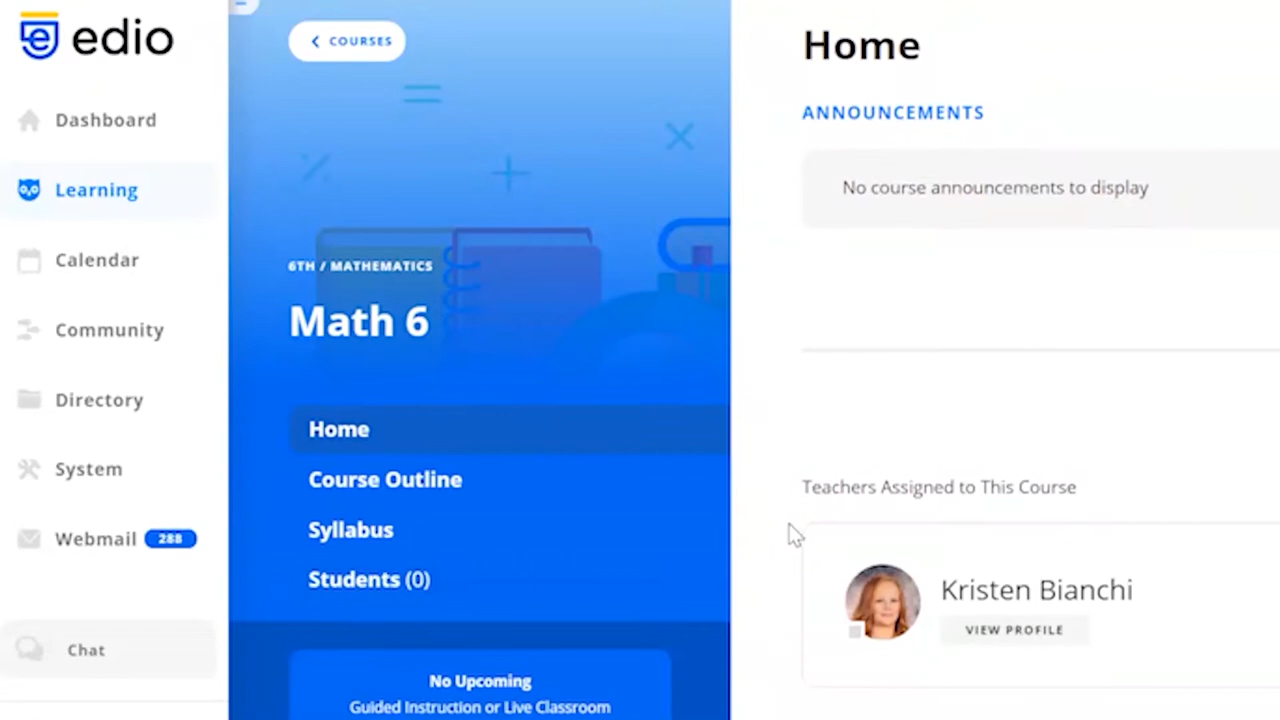 edio
Dashboard
Learning
Calendar
Community
Directory
System
Webmail 288
Chat
COURSES
6TH / MATHEMATICS
Math 6
Home
Course Outline
Syllabus
Students (0)
No Upcoming
Guided Instruction or Live Classroom
Home
ANNOUNCEMENTS
No course announcements to display
Teachers Assigned to This Course
Kristen Bianchi
VIEW PROFILE